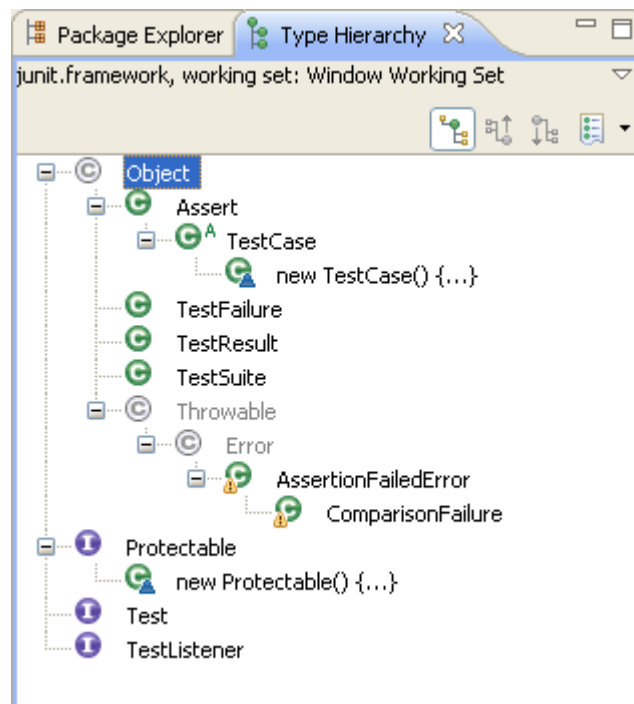 Package Explorer Type Hierarchy
junit.framework, working set: Window Working Set
Object
Assert
A TestCase
new TestCase() {...}
TestFailure
TestResult
TestSuite
Throwable
Error
AssertionFailedError
ComparisonFailure
Protectable
new Protectable() {...}
Test
TestListener